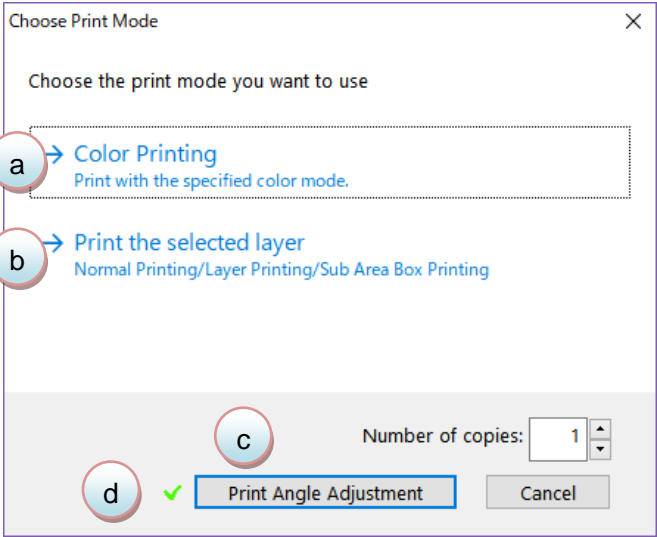 Choose Print Mode
Choose the print mode you want to use
a
Color Printing
Print with the specified color mode.
b
Print the selected layer
Normal Printing/Layer Printing/Sub Area Box Printing
c
Number of copies: 1
d
Print Angle Adjustment Cancel